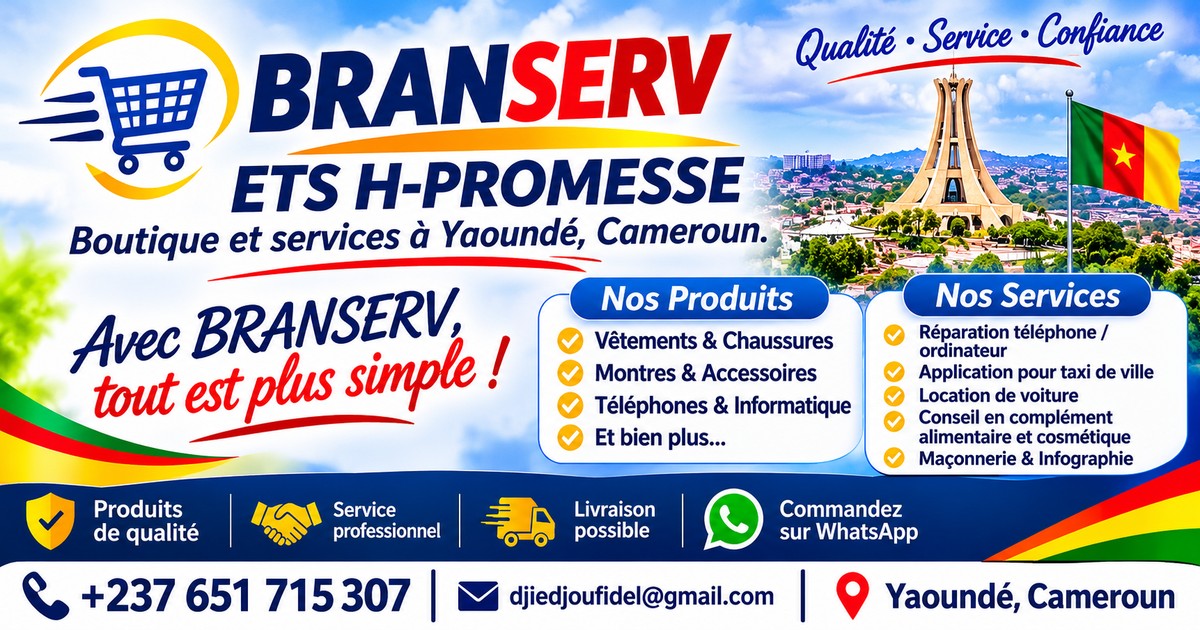 BRANSERV
Qualité • Service • Confiance
ETS H-PROMESSE
Boutique et services à Yaoundé, Cameroun.
Avec BRANSERV,
tout est plus simple !
Nos Produits
Vêtements & Chaussures
Montres & Accessoires
Téléphones & Informatique
Et bien plus...
Nos Services
Réparation téléphone /
ordinateur
Application pour taxi de ville
Location de voiture
Conseil en complément
alimentaire et cosmétique
Maçonnerie & Infographie
Produits
de qualité
Service
professionnel
Livraison
possible
Commandez
sur WhatsApp
+237 651 715 307
djiedjoufidel@gmail.com
Yaoundé, Cameroun